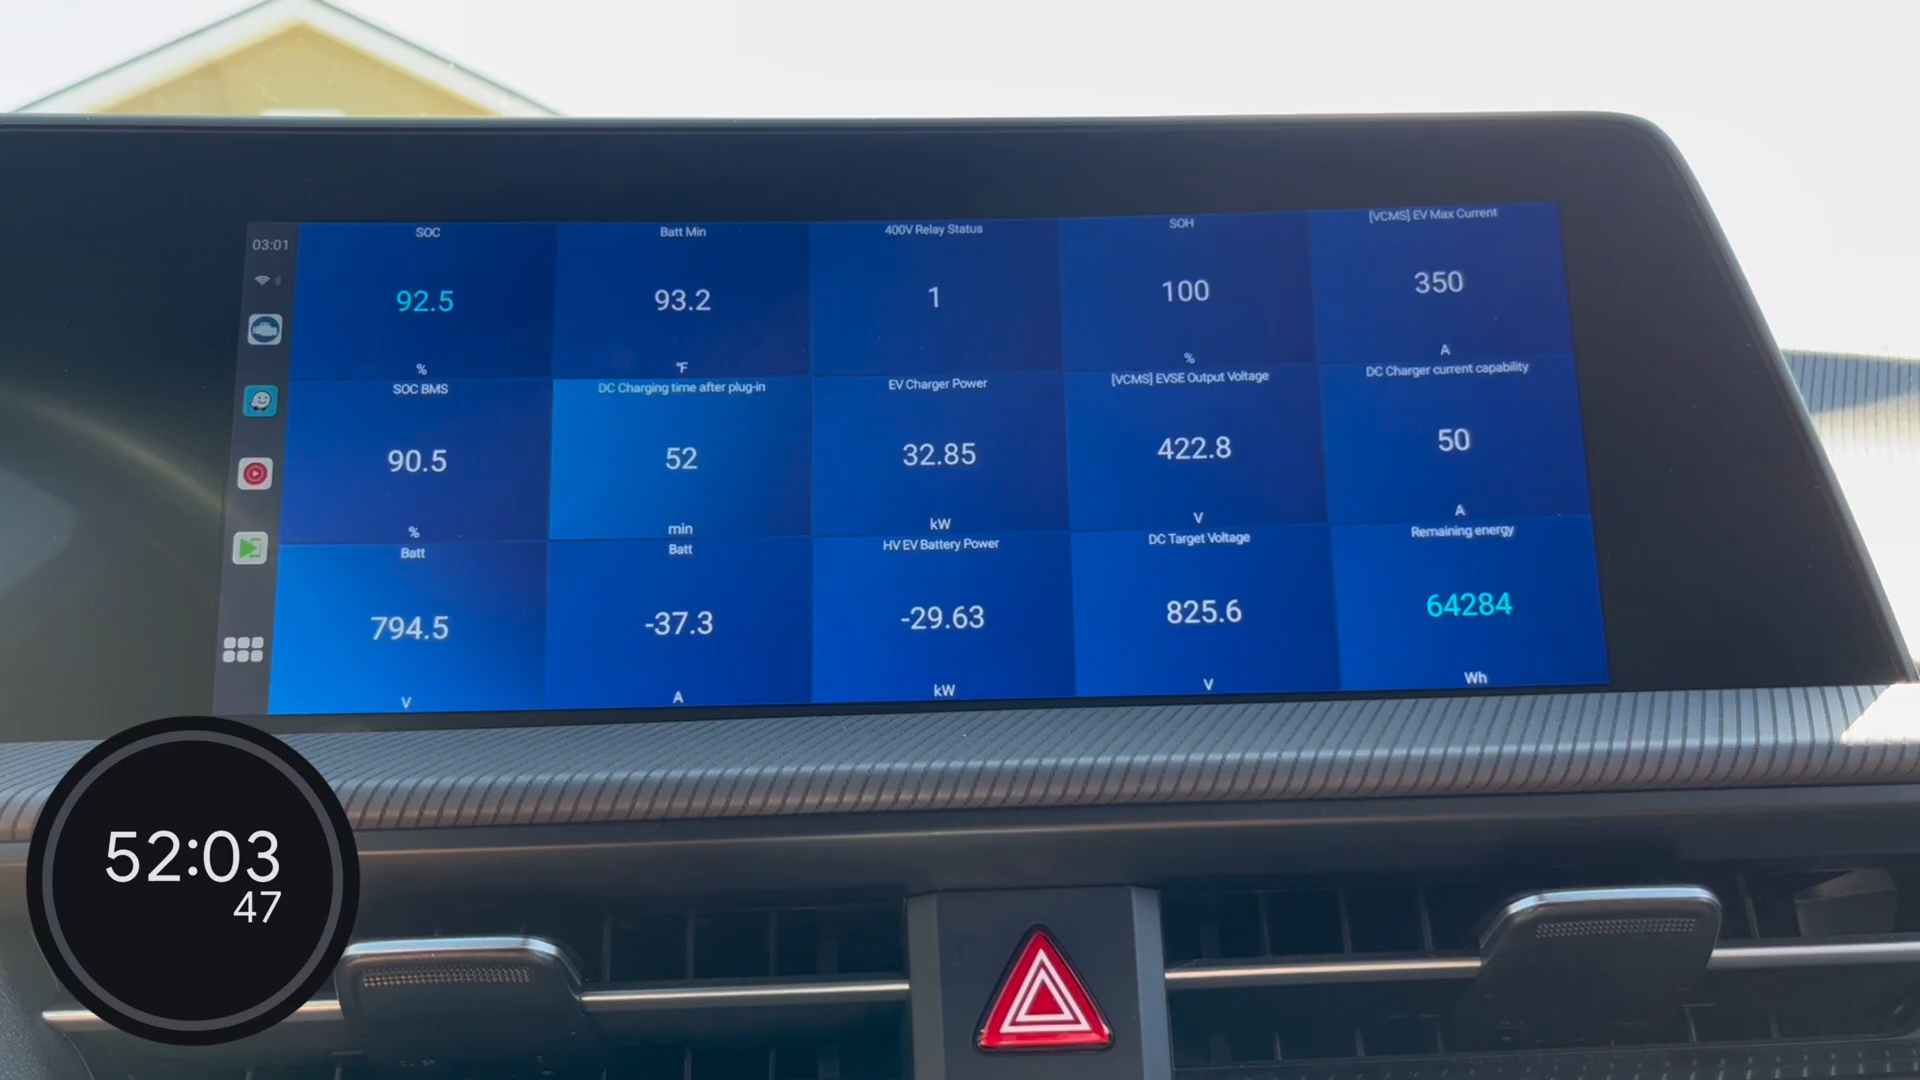 03:01
SOC
92.5
%
Batt Min
93.2
°F
400V Relay Status
1
SOH
100
%
[VCMS] EV Max Current
350
A
SOC BMS
90.5
%
DC Charging time after plug-in
52
min
EV Charger Power
32.85
kW
[VCMS] EVSE Output Voltage
422.8
V
DC Charger current capability
50
A
Batt
794.5
V
Batt
-37.3
A
HV EV Battery Power
-29.63
kW
DC Target Voltage
825.6
V
Remaining energy
64284
Wh
52:03
47